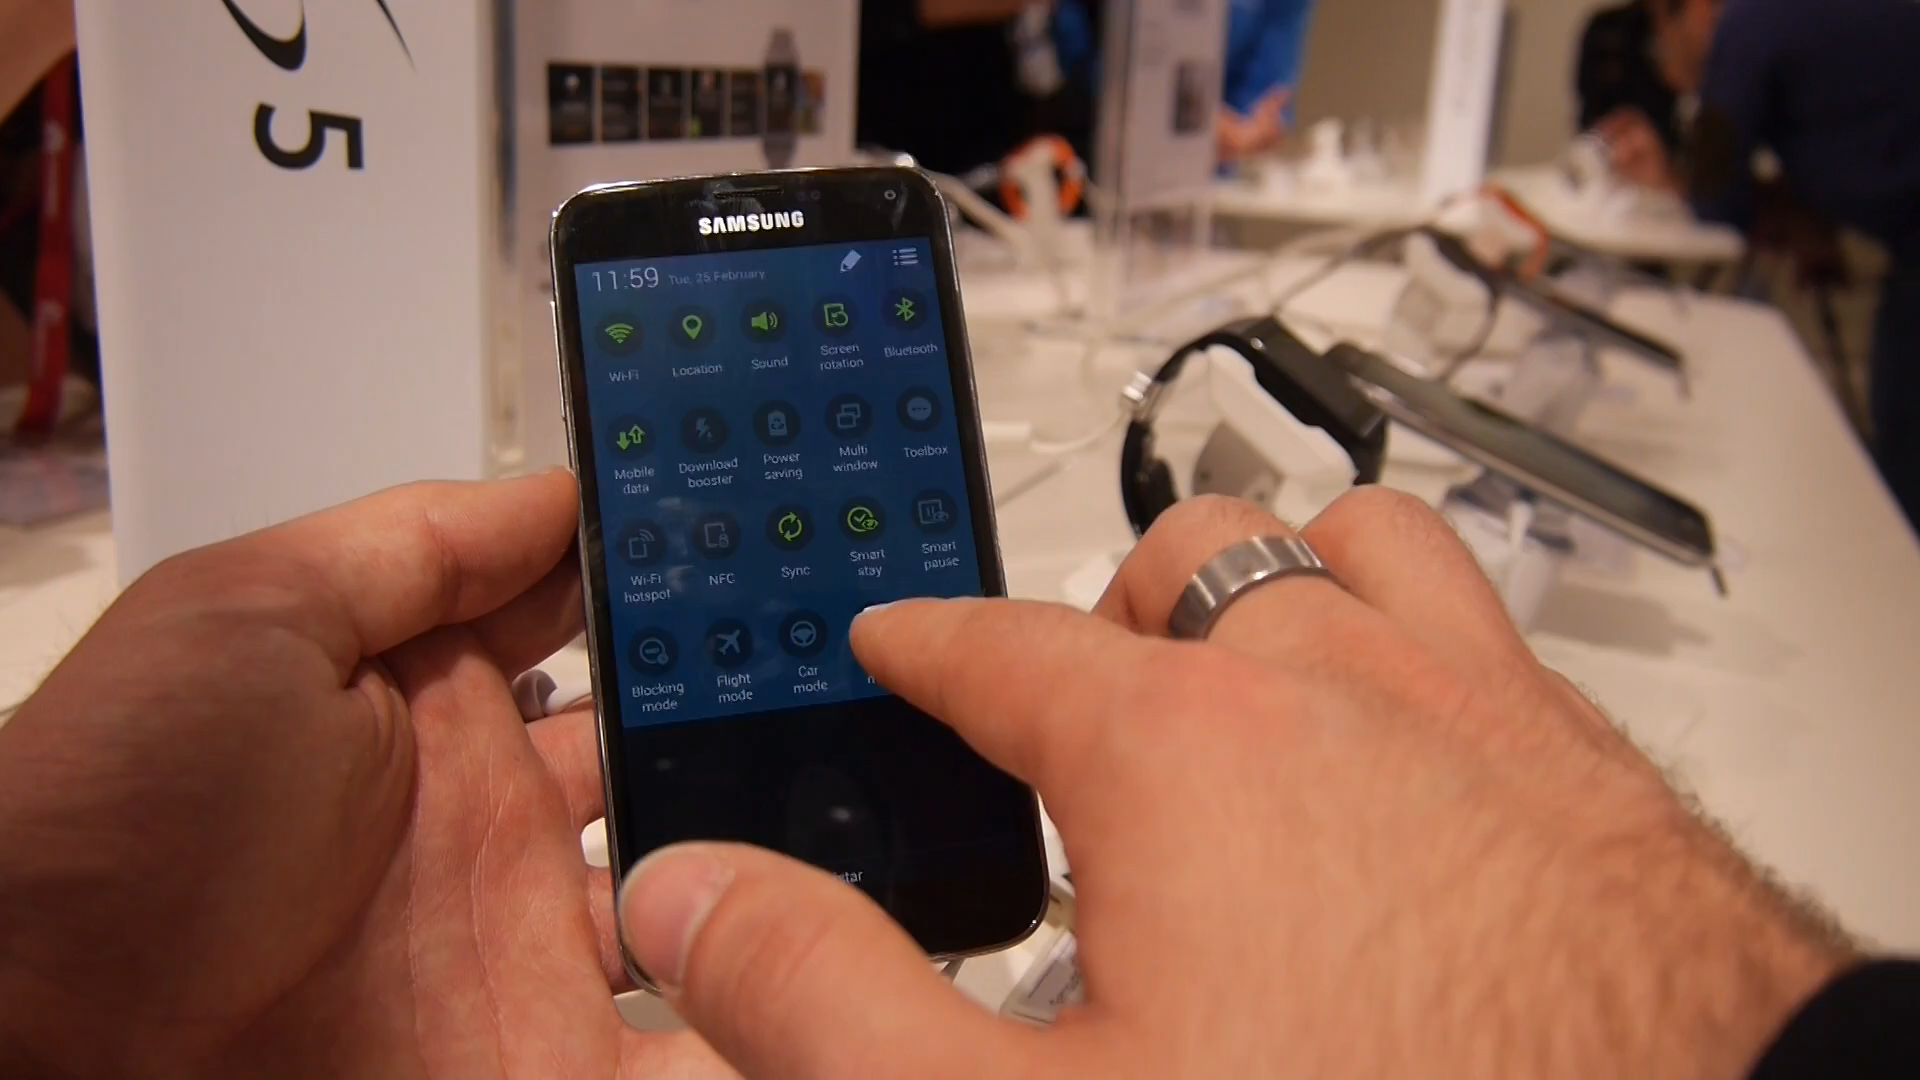 5
SAMSUNG
11:59 Tue, 25 February
Wi-Fi
Location
Sound
Screen
rotation
Bluetooth
Mobile
data
Download
booster
Power
saving
Multi
window
Toolbox
Wi-Fi
hotspot
NFC
Sync
Smart
stay
Smart
pause
Blocking
mode
Flight
mode
Car
mode